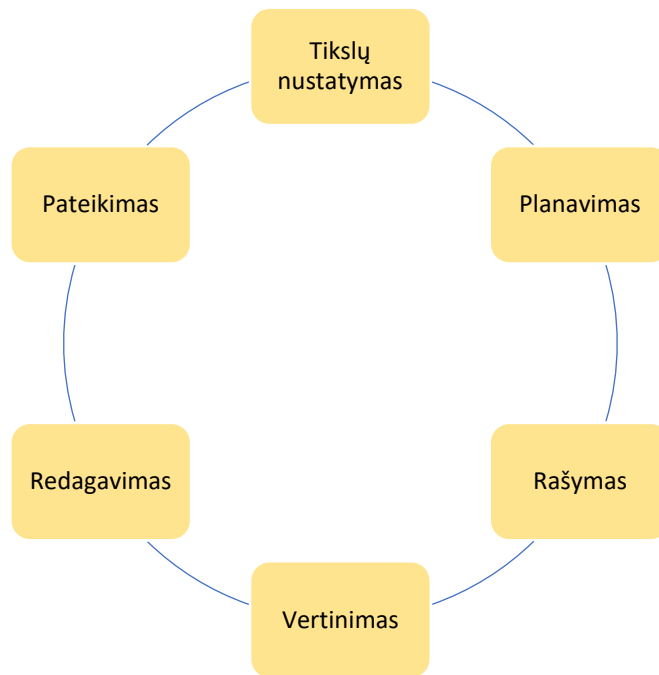 Tikslų
nustatymas
Planavimas
Rašymas
Vertinimas
Redagavimas
Pateikimas